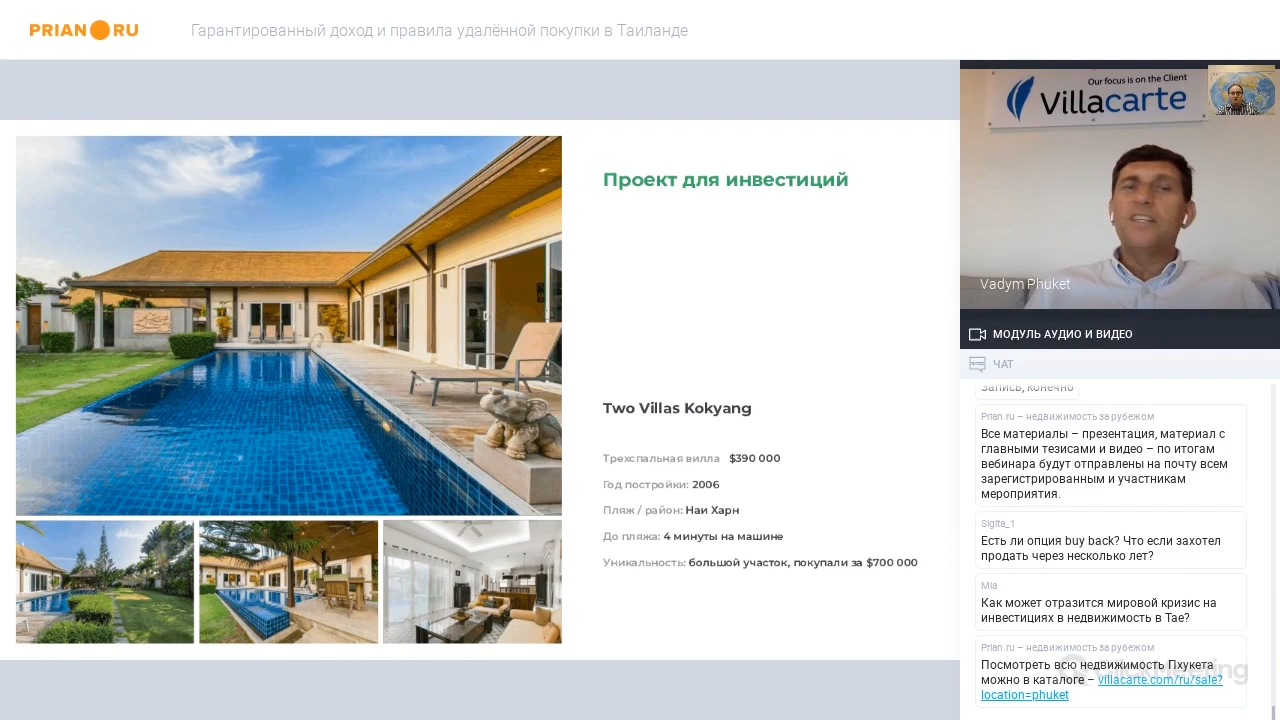 PRIAN RU
Гарантированный доход и правила удалённой покупки в Таиланде
Проект для инвестиций
Two Villas Kokyang
Трехспальная вилла $390 000
Год постройки: 2006
Пляж / район: Наи Харн
До пляжа: 4 минуты на машине
Уникальность: большой участок, покупали за $700 000
Our focus is on the Client
Villacarte
Vadym Phuket
МОДУЛЬ АУДИО И ВИДЕО
ЧАТ
Запись, конечно
Prian.ru – недвижимость за рубежом
Все материалы – презентация, материал с
главными тезисами и видео – по итогам
вебинара будут отправлены на почту всем
зарегистрированным и участникам
мероприятия.
Sigita_1
Есть ли опция buy back? Что если захотел
продать через несколько лет?
Mia
Как может отразится мировой кризис на
инвестициях в недвижимость в Тае?
Prian.ru – недвижимость за рубежом
Посмотреть всю недвижимость Пхукета
можно в каталоге – villacarte.com/ru/sale?
location=phuket